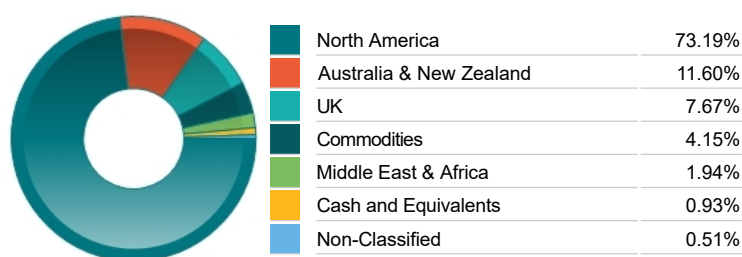 North America 73.19%
Australia & New Zealand 11.60%
UK 7.67%
Commodities 4.15%
Middle East & Africa 1.94%
Cash and Equivalents 0.93%
Non-Classified 0.51%